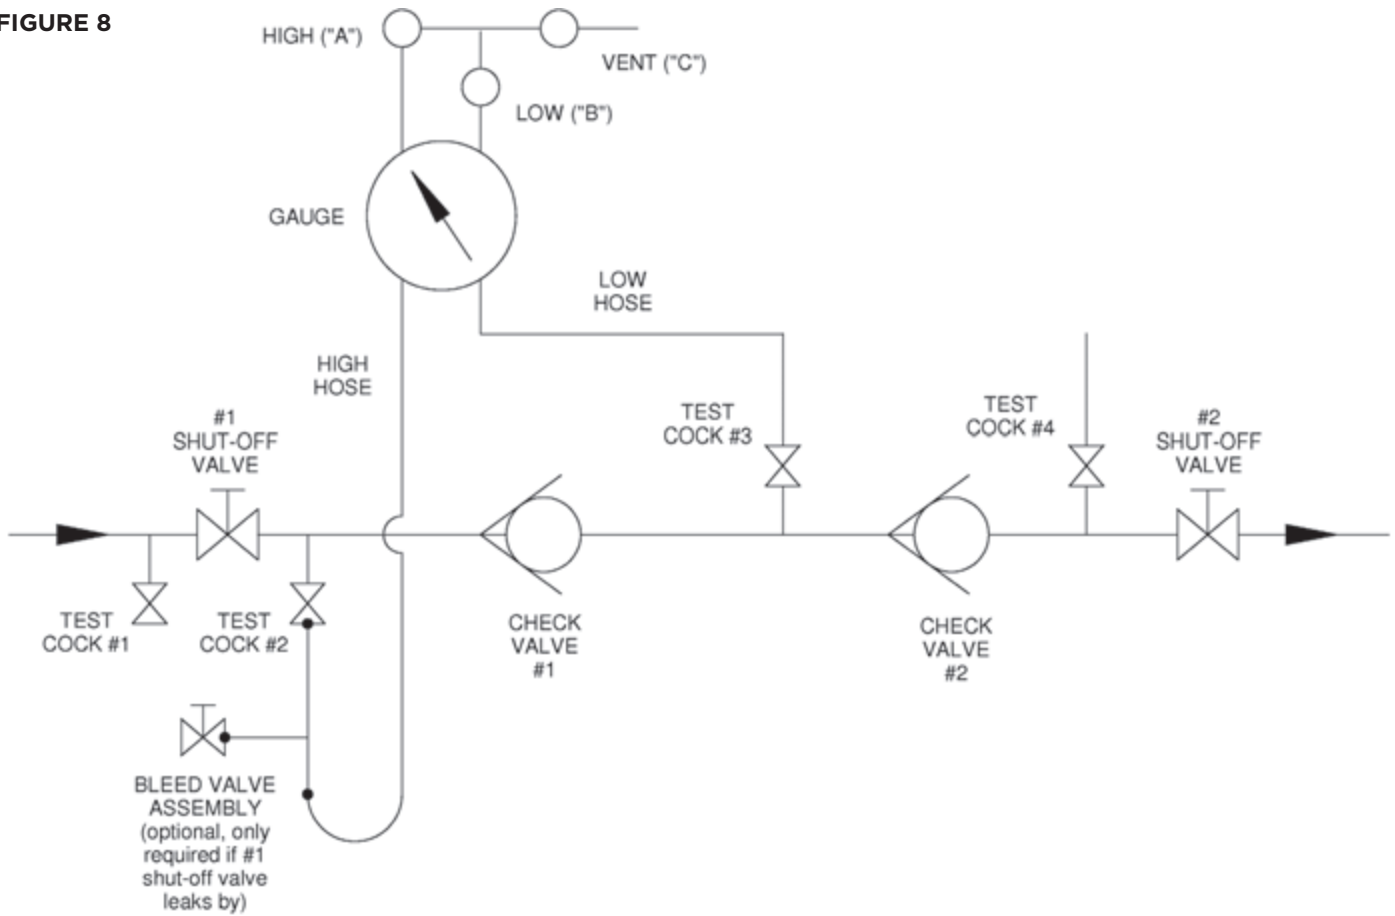 FIGURE 8
HIGH ("A")
VENT ("C")
LOW ("B")
GAUGE
LOW
HOSE
HIGH
HOSE
#1
SHUT-OFF
VALVE
TEST
COCK #3
TEST
COCK #4
#2
SHUT-OFF
VALVE
TEST
COCK #1
TEST
COCK #2
CHECK
VALVE
#1
CHECK
VALVE
#2
BLEED VALVE
ASSEMBLY
(optional, only
required if #1
shut-off valve
leaks by)